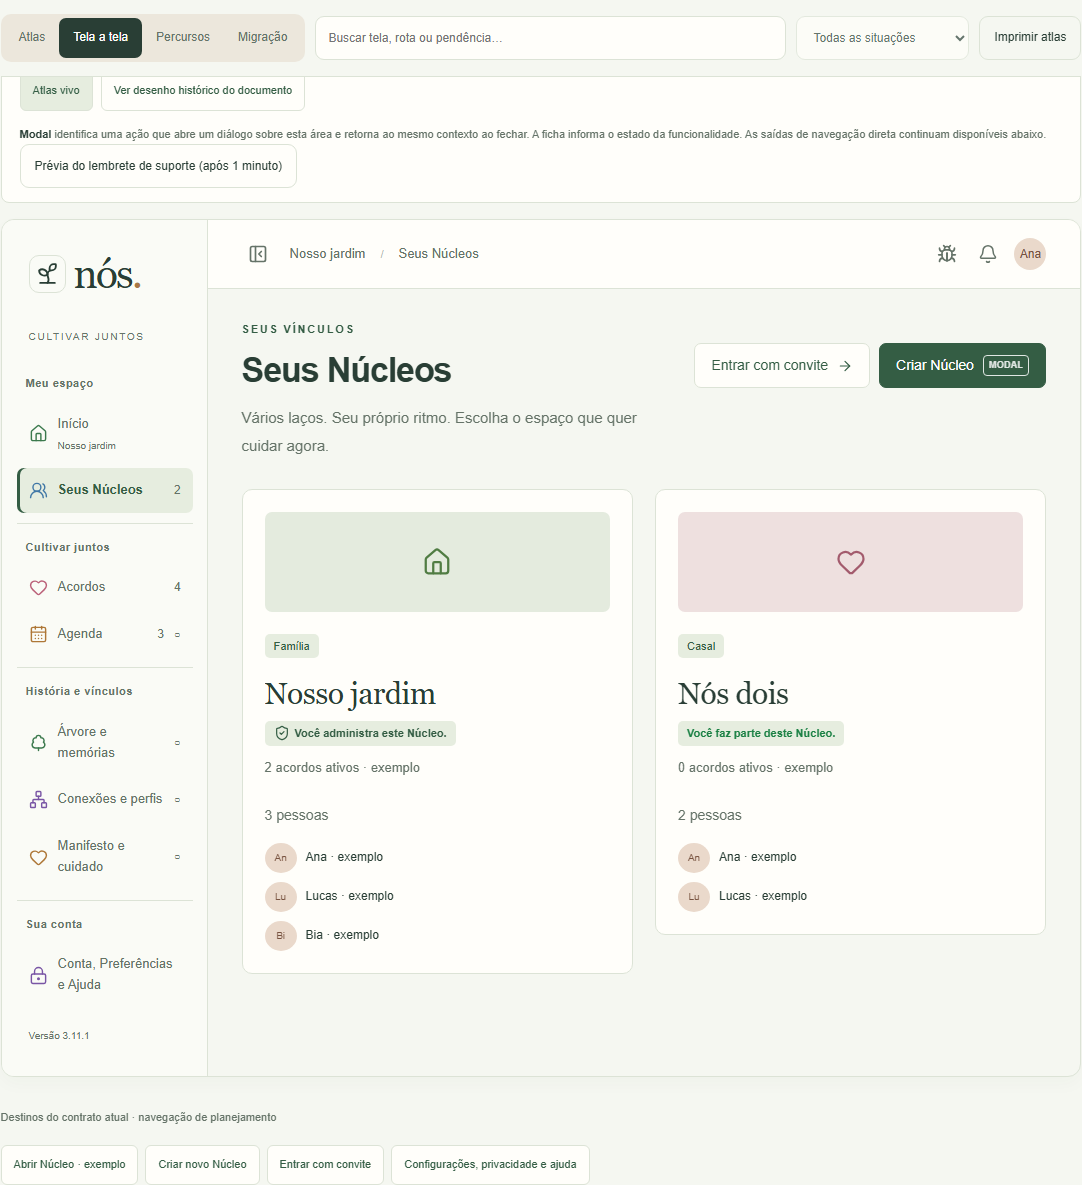 Atlas
Tela a tela
Percursos
Migração
Buscar tela, rota ou pendência...
Todas as situações
Imprimir atlas
Atlas vivo
Ver desenho histórico do documento
Modal identifica uma ação que abre um diálogo sobre esta área e retorna ao mesmo contexto ao fechar. A ficha informa o estado da funcionalidade. As saídas de navegação direta continuam disponíveis abaixo.
Prévia do lembrete de suporte (após 1 minuto)
nós.
CULTIVAR JUNTOS
Meu espaço
Início
Nosso jardim
Seus Núcleos 2
Cultivar juntos
Acordos 4
Agenda 3
História e vínculos
Árvore e
memórias
Conexões e perfis
Manifesto e
cuidado
Sua conta
Conta, Preferências
e Ajuda
Versão 3.11.1
Nosso jardim / Seus Núcleos
Ana
SEUS VÍNCULOS
Seus Núcleos
Vários laços. Seu próprio ritmo. Escolha o espaço que quer
cuidar agora.
Entrar com convite →
Criar Núcleo MODAL
Família
Nosso jardim
Você administra este Núcleo.
2 acordos ativos · exemplo
3 pessoas
An Ana · exemplo
Lu Lucas · exemplo
Bi Bia · exemplo
Casal
Nós dois
Você faz parte deste Núcleo.
0 acordos ativos · exemplo
2 pessoas
An Ana · exemplo
Lu Lucas · exemplo
Destinos do contrato atual · navegação de planejamento
Abrir Núcleo · exemplo
Criar novo Núcleo
Entrar com convite
Configurações, privacidade e ajuda